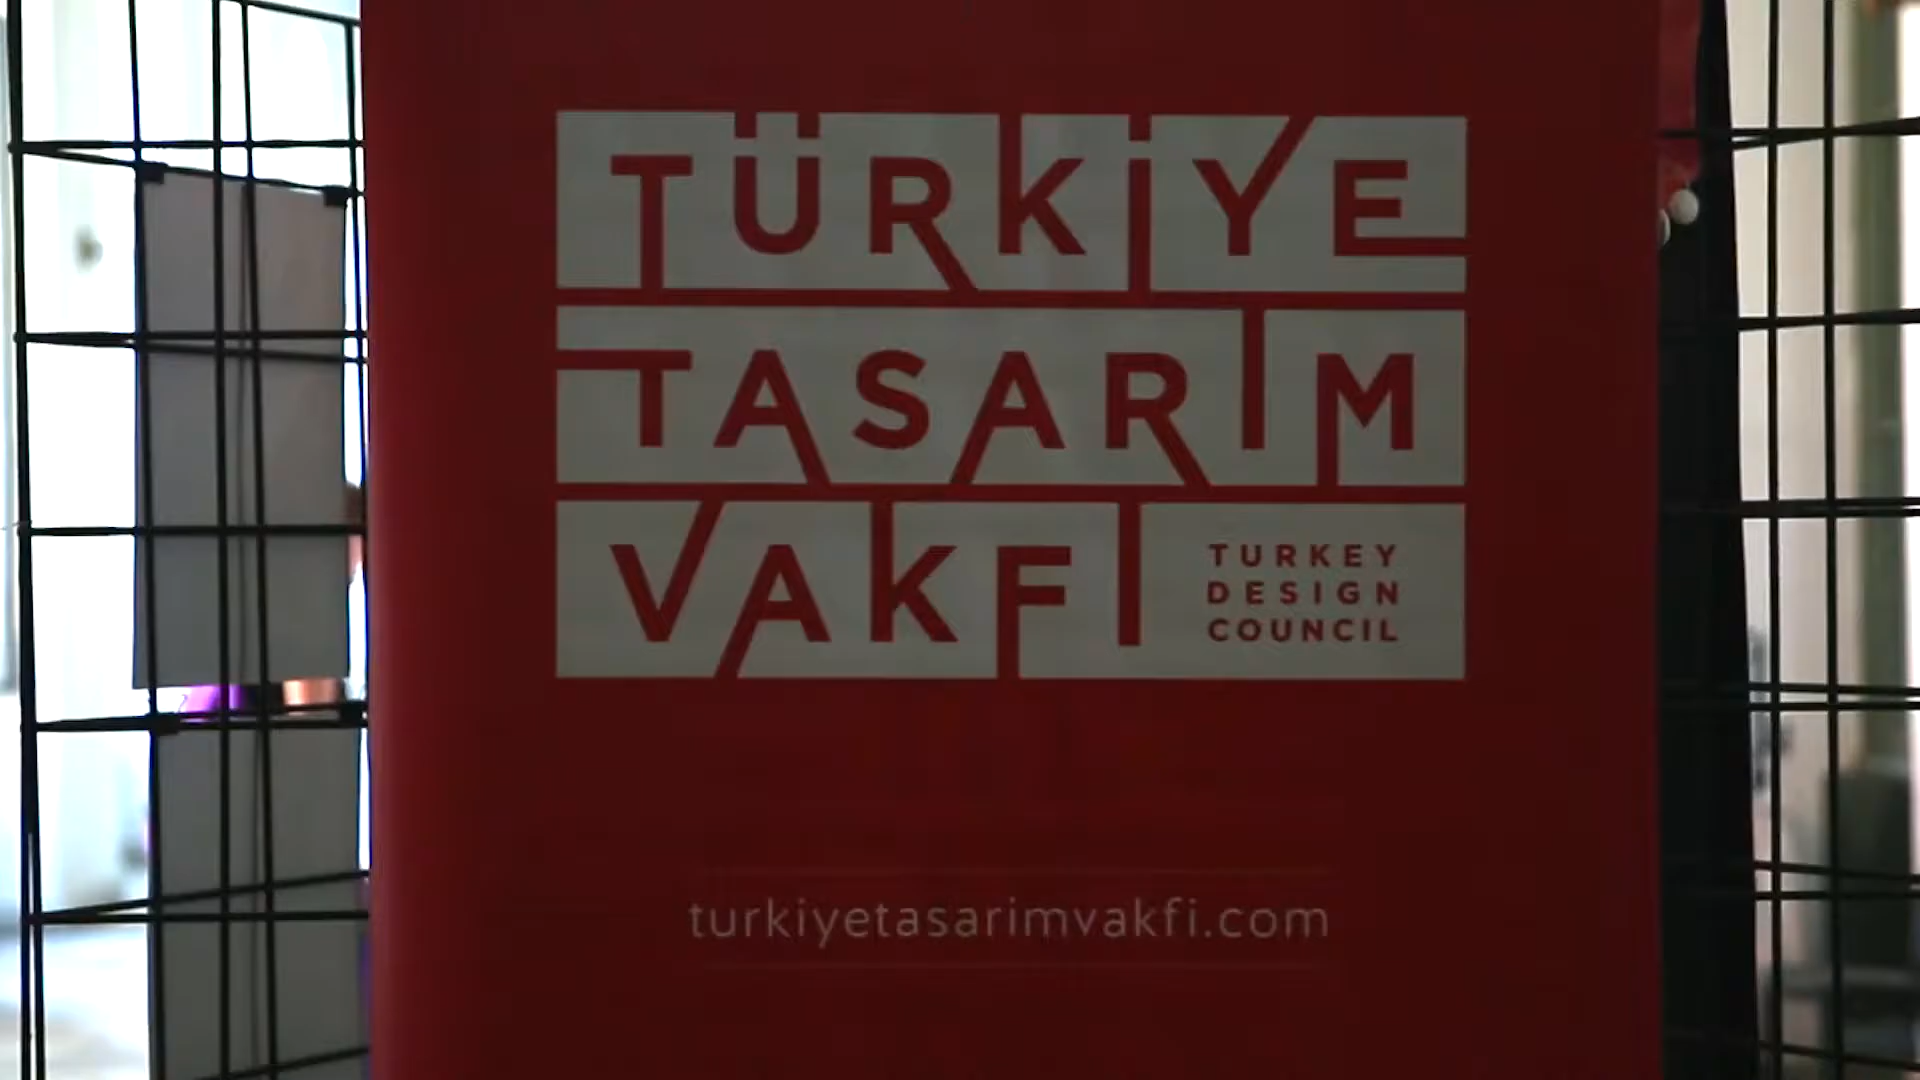 TÜRKİYE
TASARIM
VAKFI
TURKEY
DESIGN
COUNCIL
turkiyetasarimvakfi.com